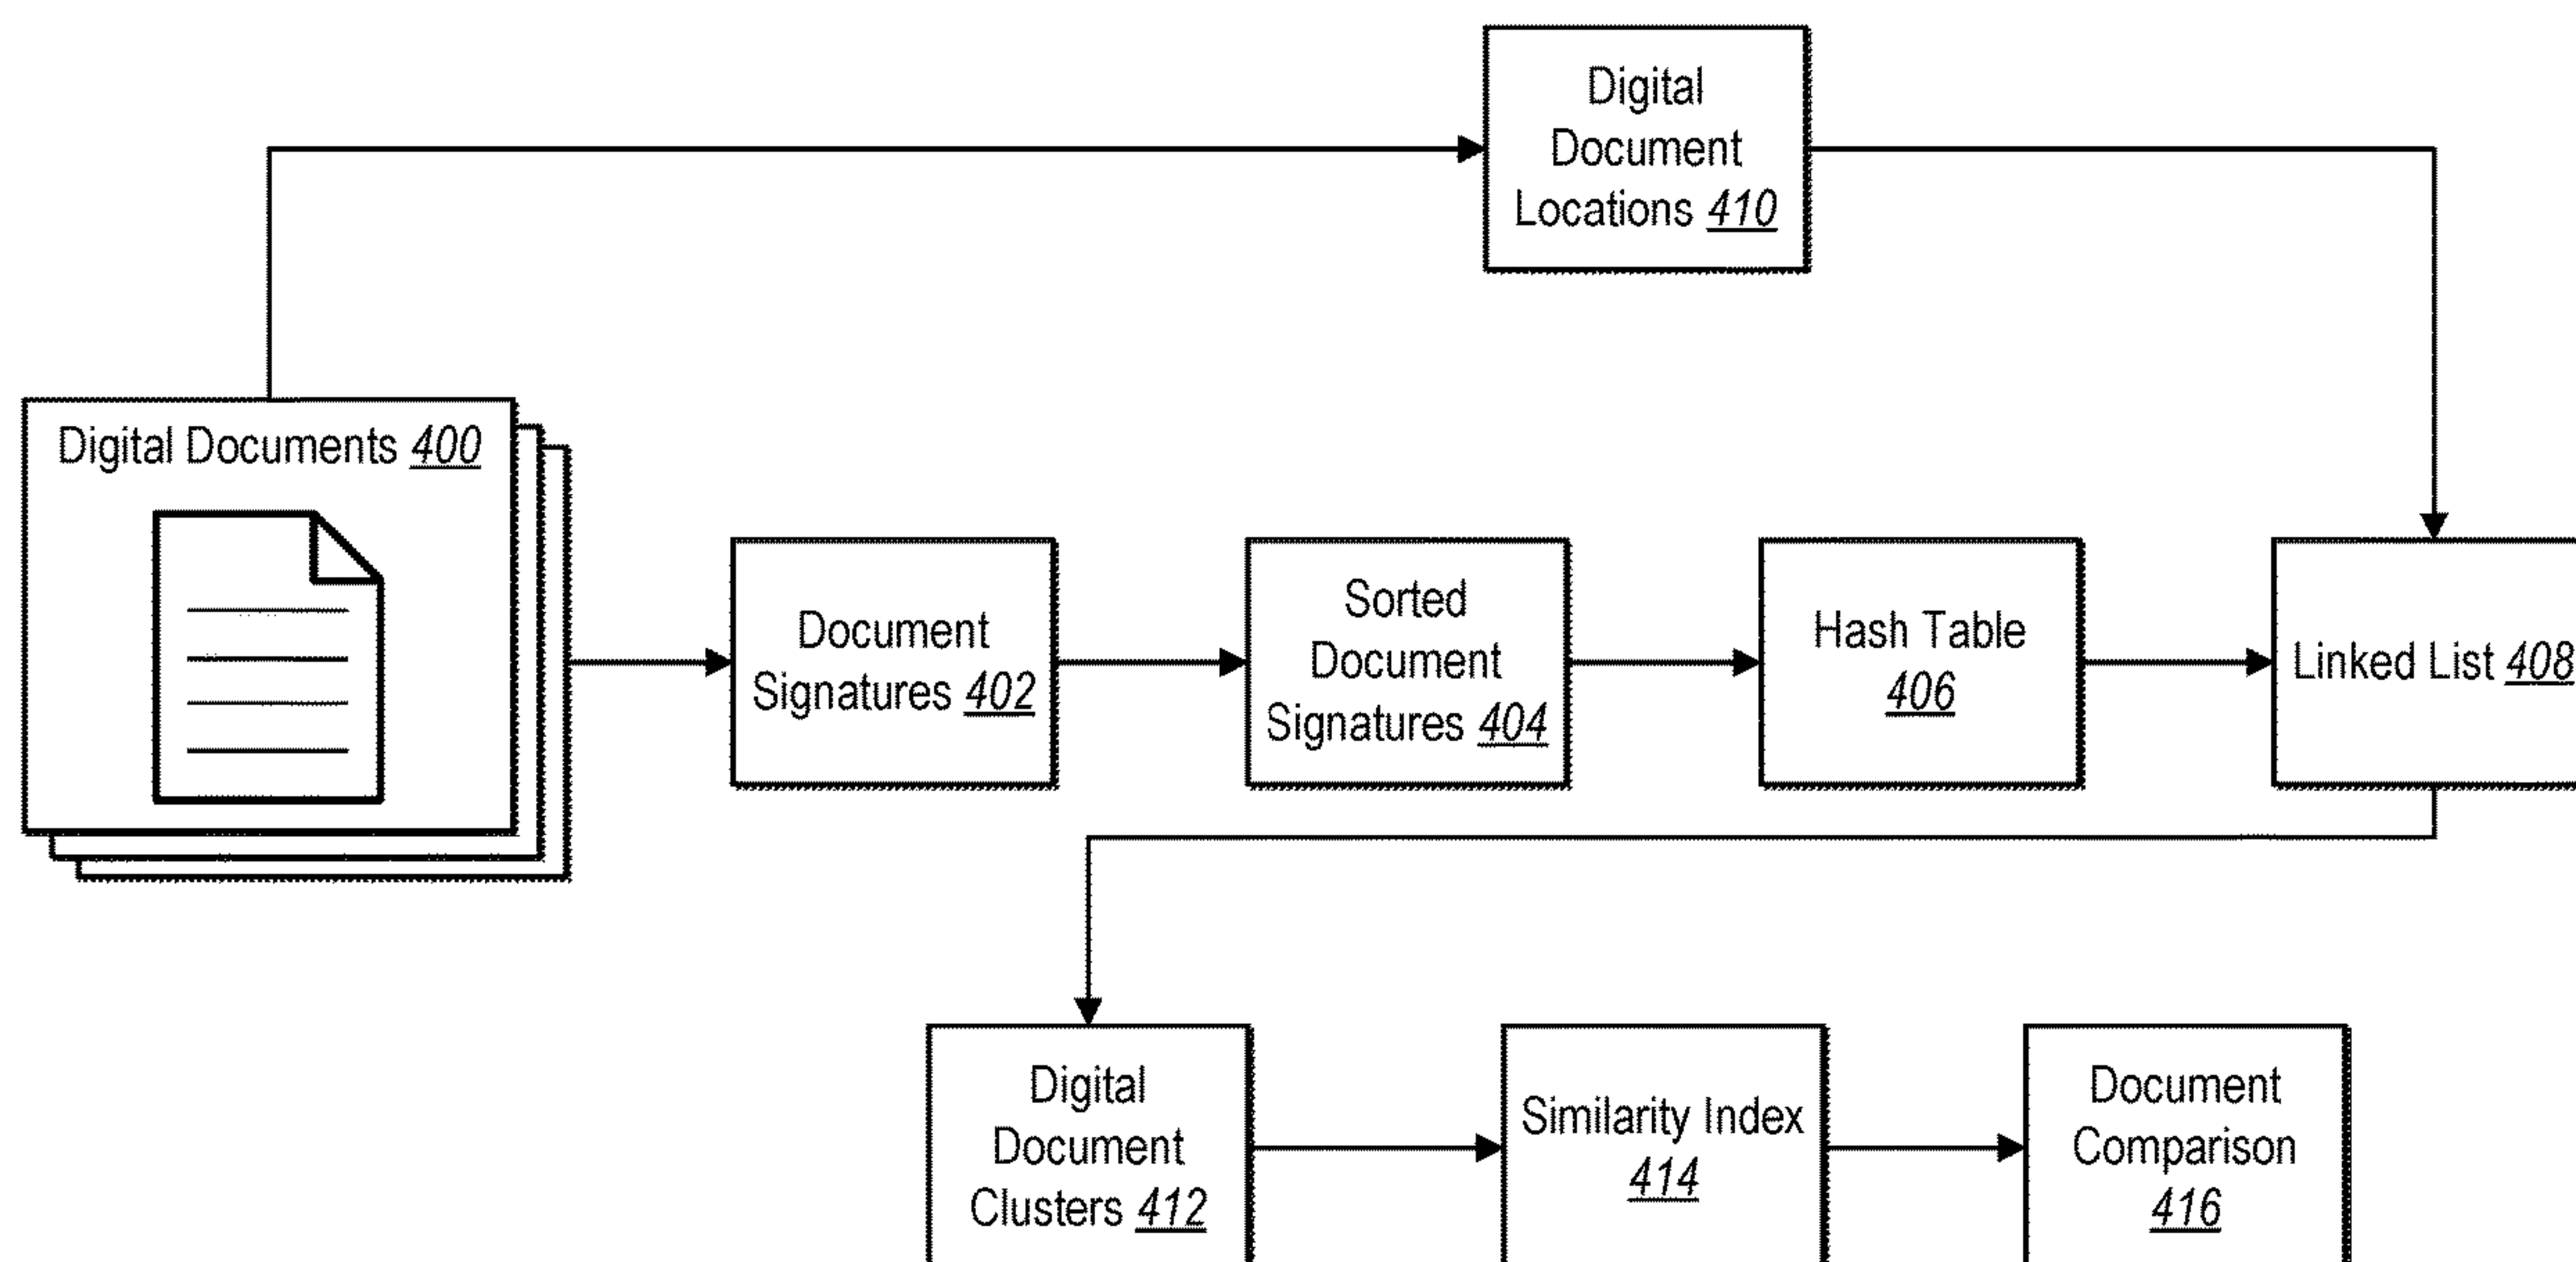 Digital
Document
Locations 410
Digital Documents 400
Document
Signatures 402
Sorted
Document
Signatures 404
Hash Table
406
Linked List 408
Digital
Document
Clusters 412
Similarity Index
414
Document
Comparison
416